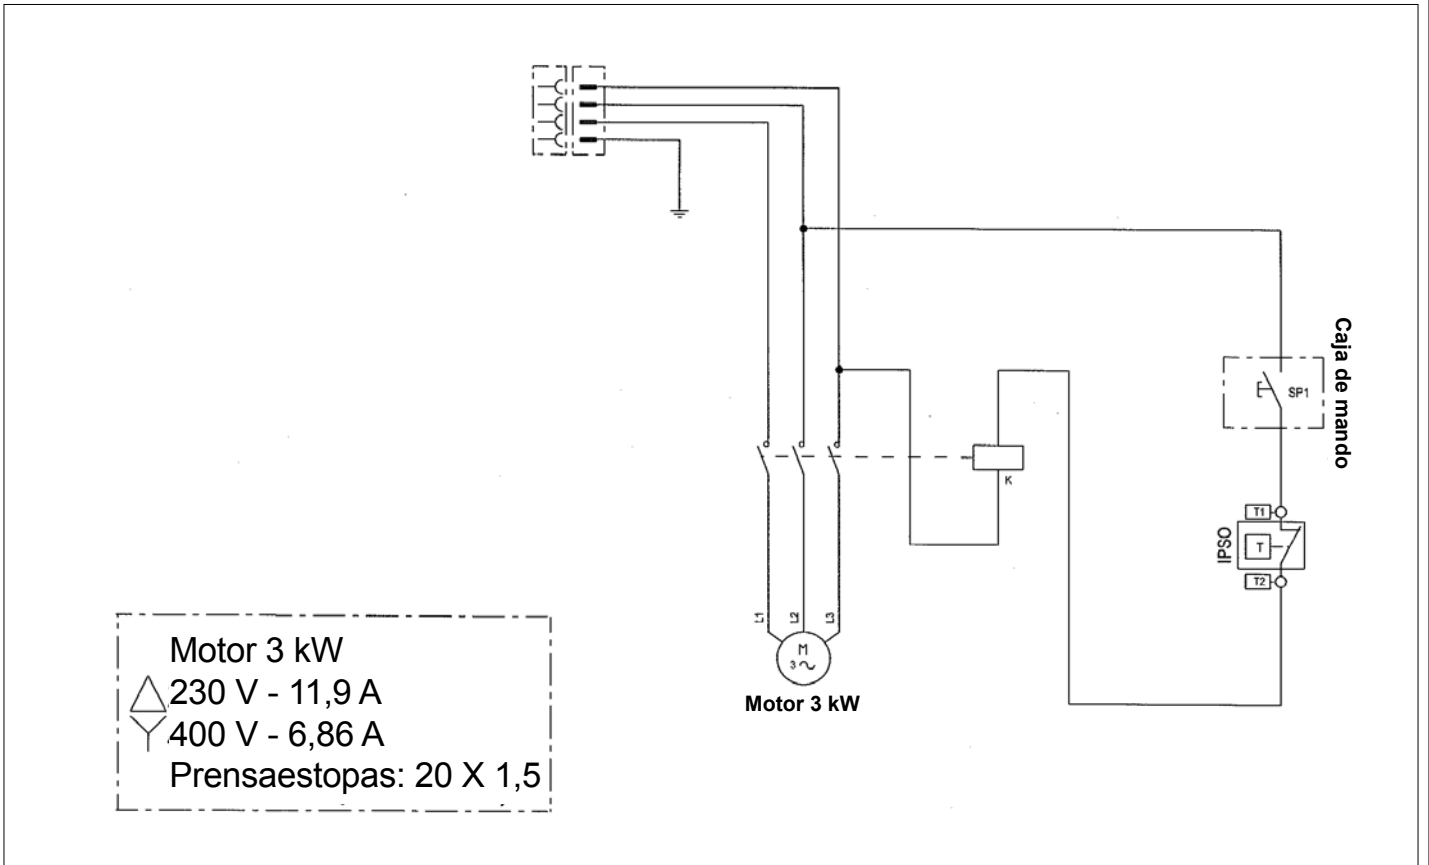 Caja de mando
SP1
K
T1
IPSO
T
T2
L1
L2
L3
M
3
Motor 3 kW
Motor 3 kW
230 V - 11,9 A
400 V - 6,86 A
Prensaestopas: 20 X 1,5